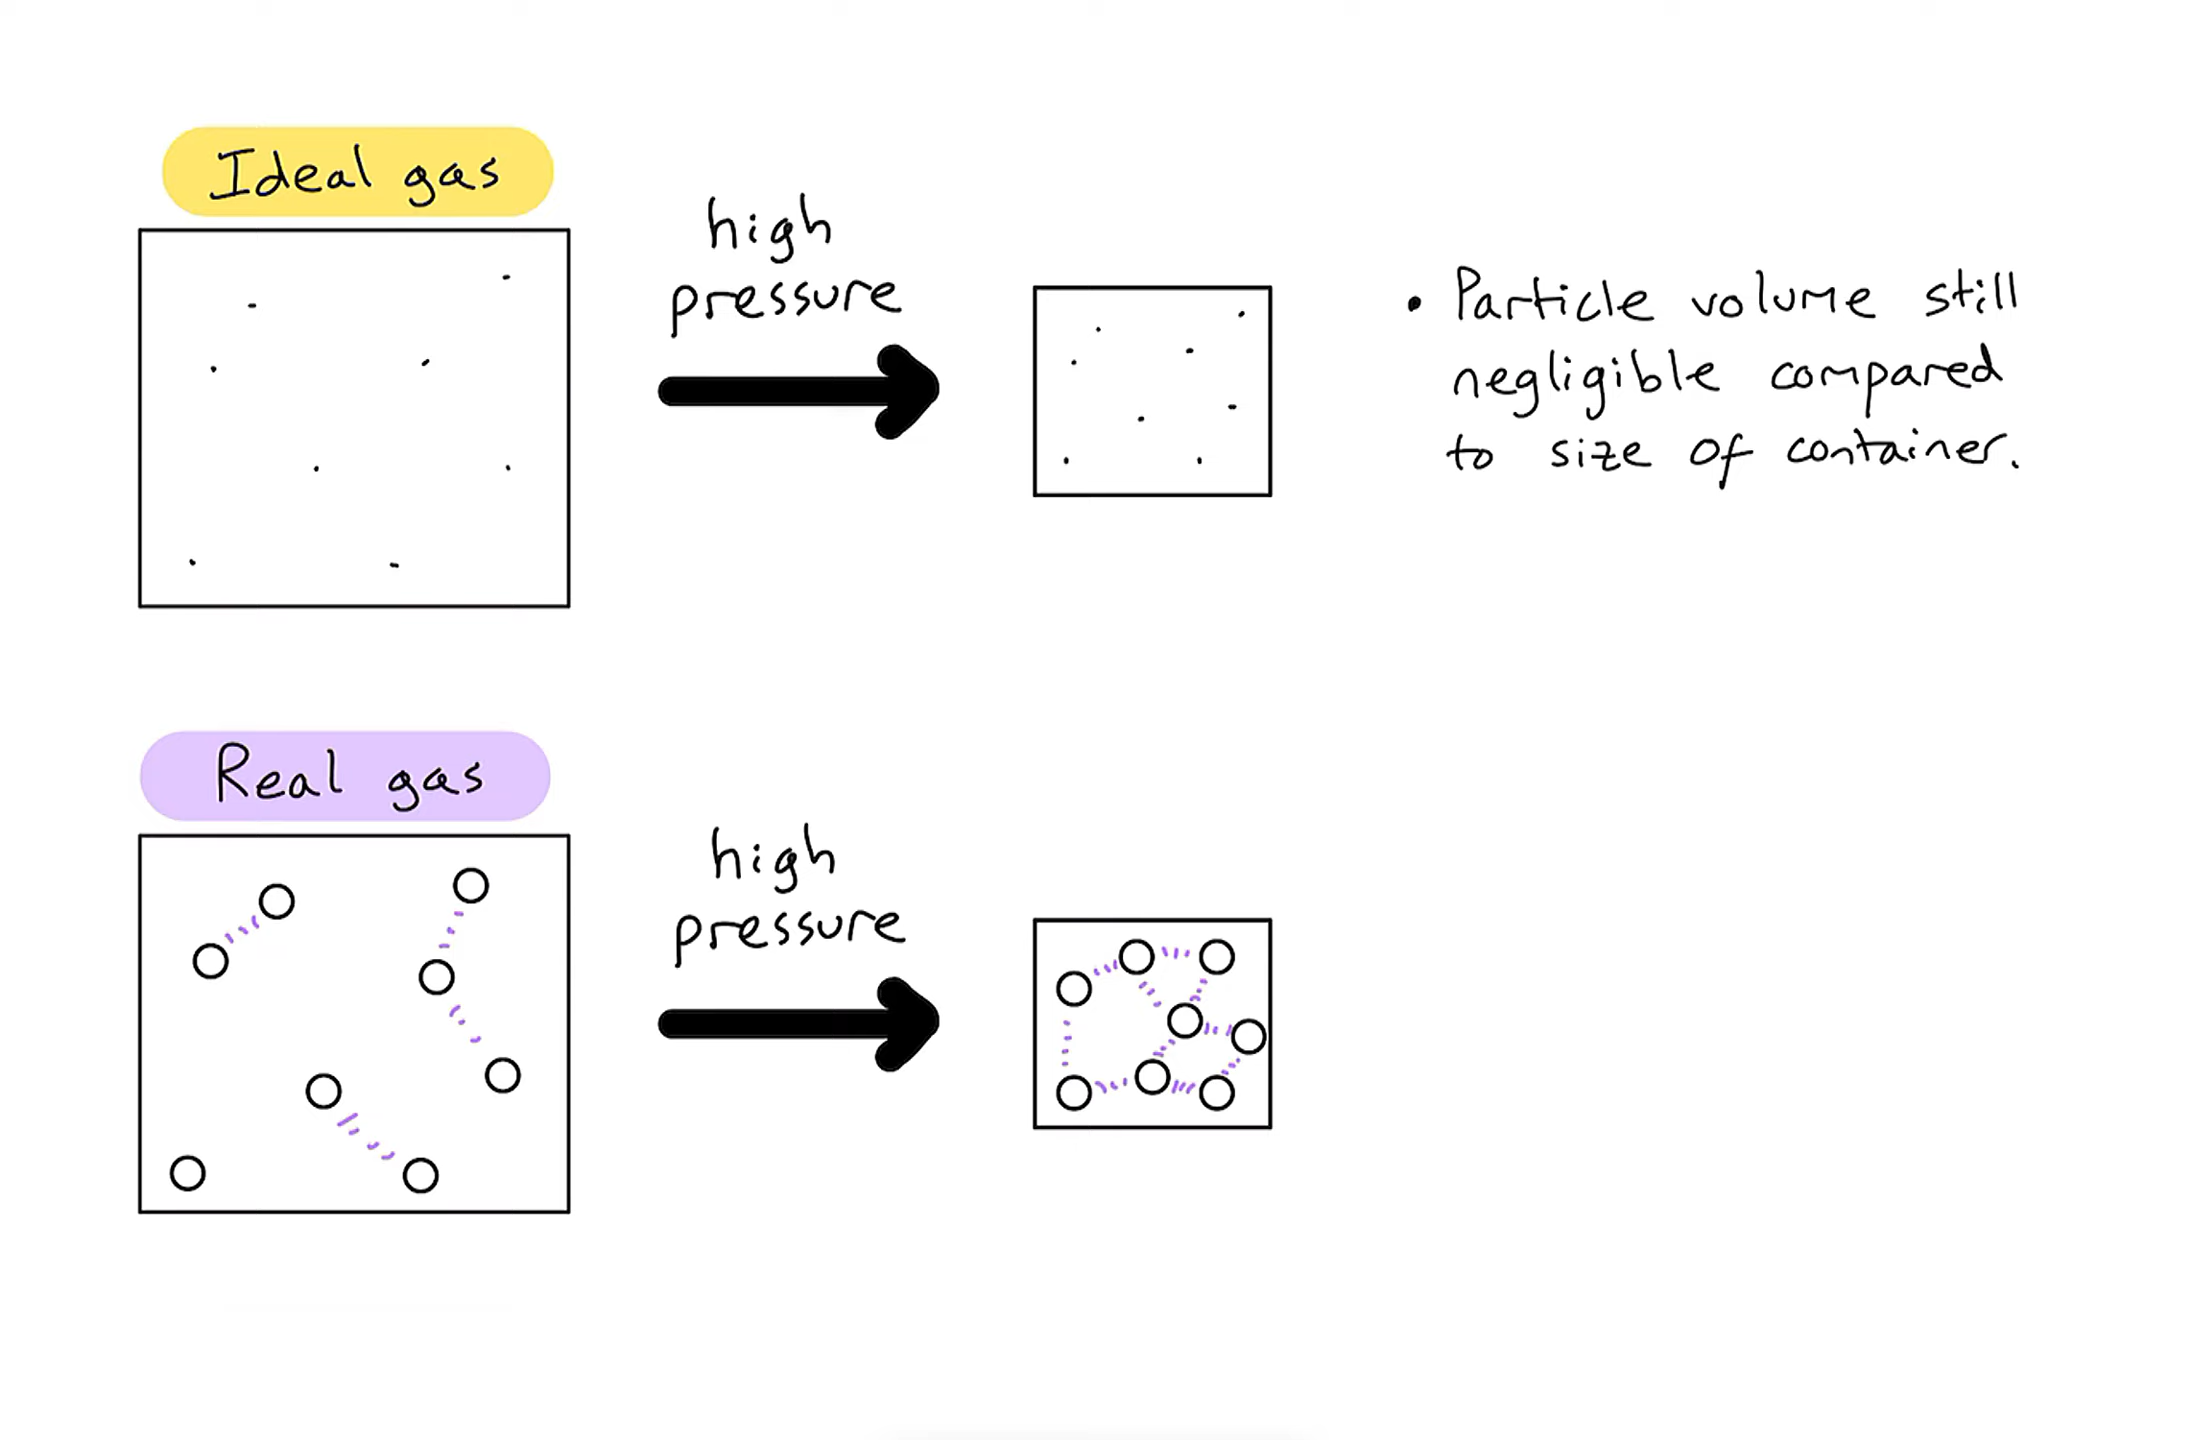 Ideal gas
high
pressure
• Particle volume still
negligible compared
to size of container.
Real gas
high
pressure